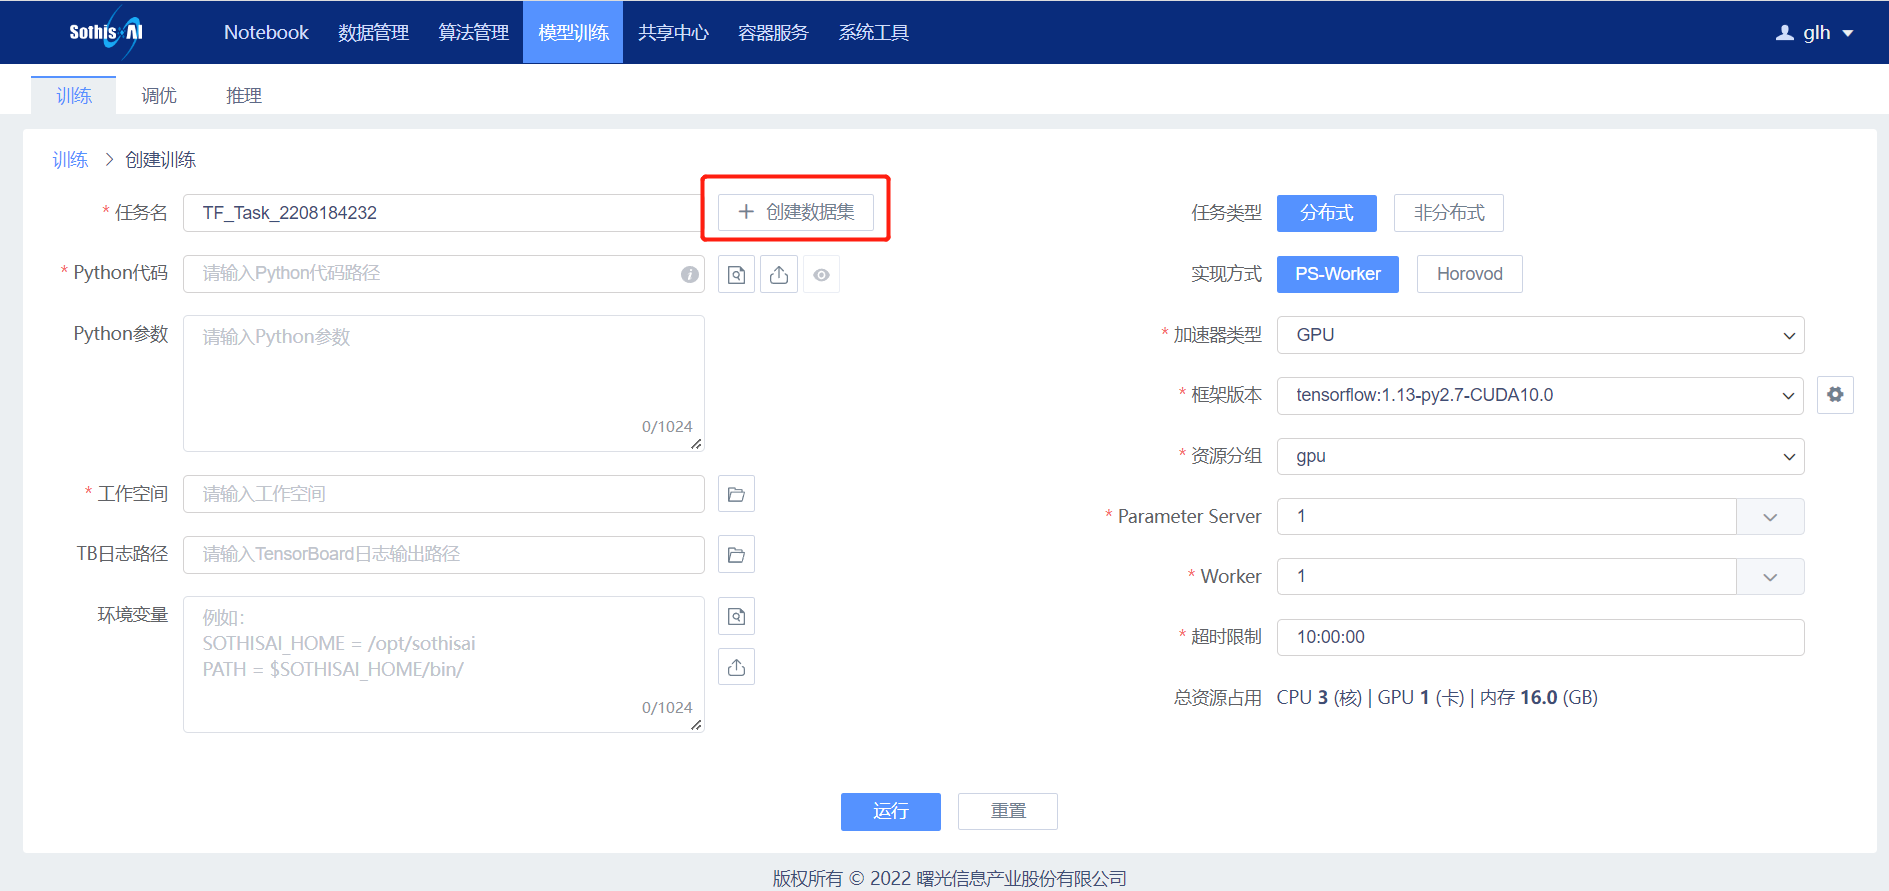 SothisAI
Notebook 数据管理 算法管理 模型训练 共享中心 容器服务 系统工具 glh
训练 调优 推理
训练 > 创建训练
* 任务名 TF_Task_2208184232 + 创建数据集
* Python代码 请输入Python代码路径
Python参数 请输入Python参数
0/1024
* 工作空间 请输入工作空间
TB日志路径 请输入TensorBoard日志输出路径
环境变量 例如:
SOTHISAI_HOME = /opt/sothisai
PATH = $SOTHISAI_HOME/bin/
0/1024
任务类型 分布式 非分布式
实现方式 PS-Worker Horovod
* 加速器类型 GPU
* 框架版本 tensorflow:1.13-py2.7-CUDA10.0
* 资源分组 gpu
* Parameter Server 1
* Worker 1
* 超时限制 10:00:00
总资源占用 CPU 3 (核) | GPU 1 (卡) | 内存 16.0 (GB)
运行 重置
版权所有 © 2022 曙光信息产业股份有限公司